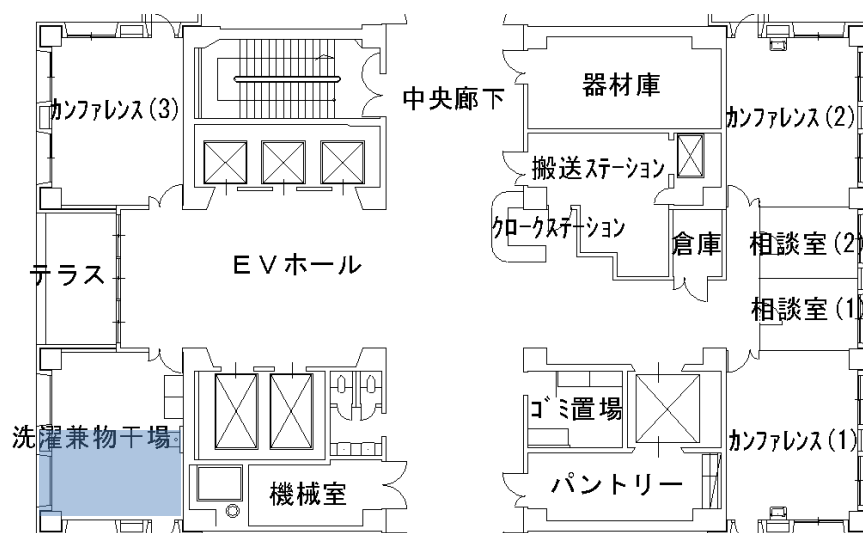 カンファレンス(3)
中央廊下
器材庫
カンファレンス(2)
搬送ステーション
クロークステーション
倉庫
相談室(2)
テラス
EVホール
相談室(1)
洗濯兼物干場
ゴミ置場
カンファレンス(1)
機械室
パントリー